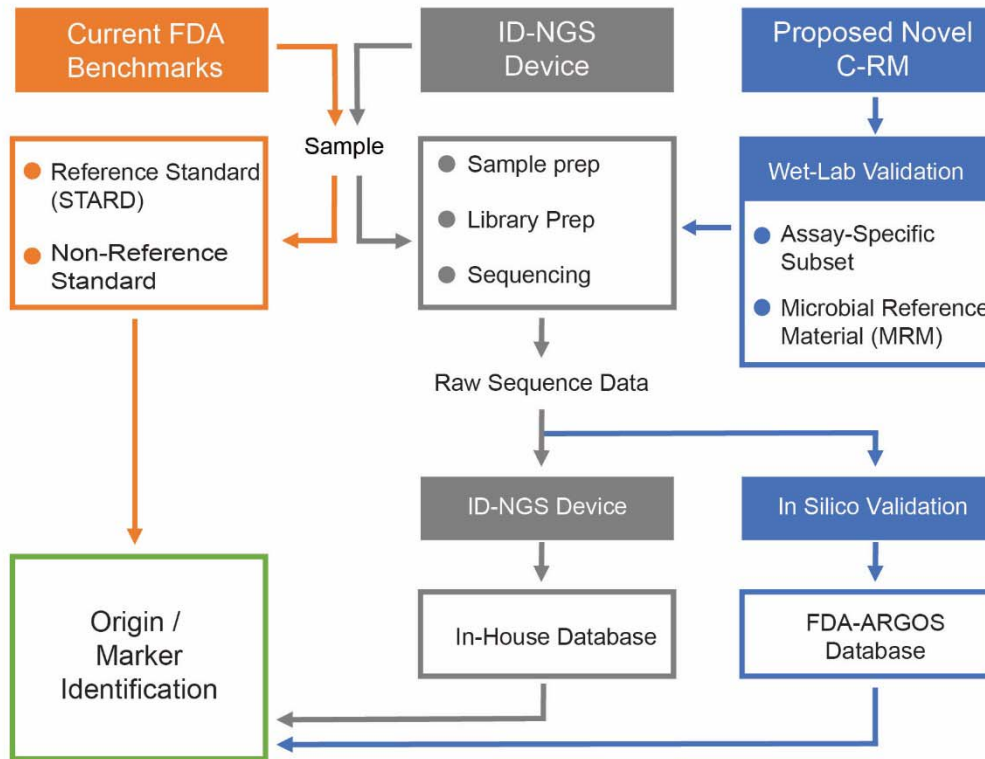 Current FDA
Benchmarks
ID-NGS
Device
Proposed Novel
C-RM
Sample
Reference Standard
(STARD)
Non-Reference
Standard
Sample prep
Library Prep
Sequencing
Wet-Lab Validation
Assay-Specific
Subset
Microbial Reference
Material (MRM)
Raw Sequence Data
ID-NGS Device
In Silico Validation
Origin /
Marker
Identification
In-House Database
FDA-ARGOS
Database